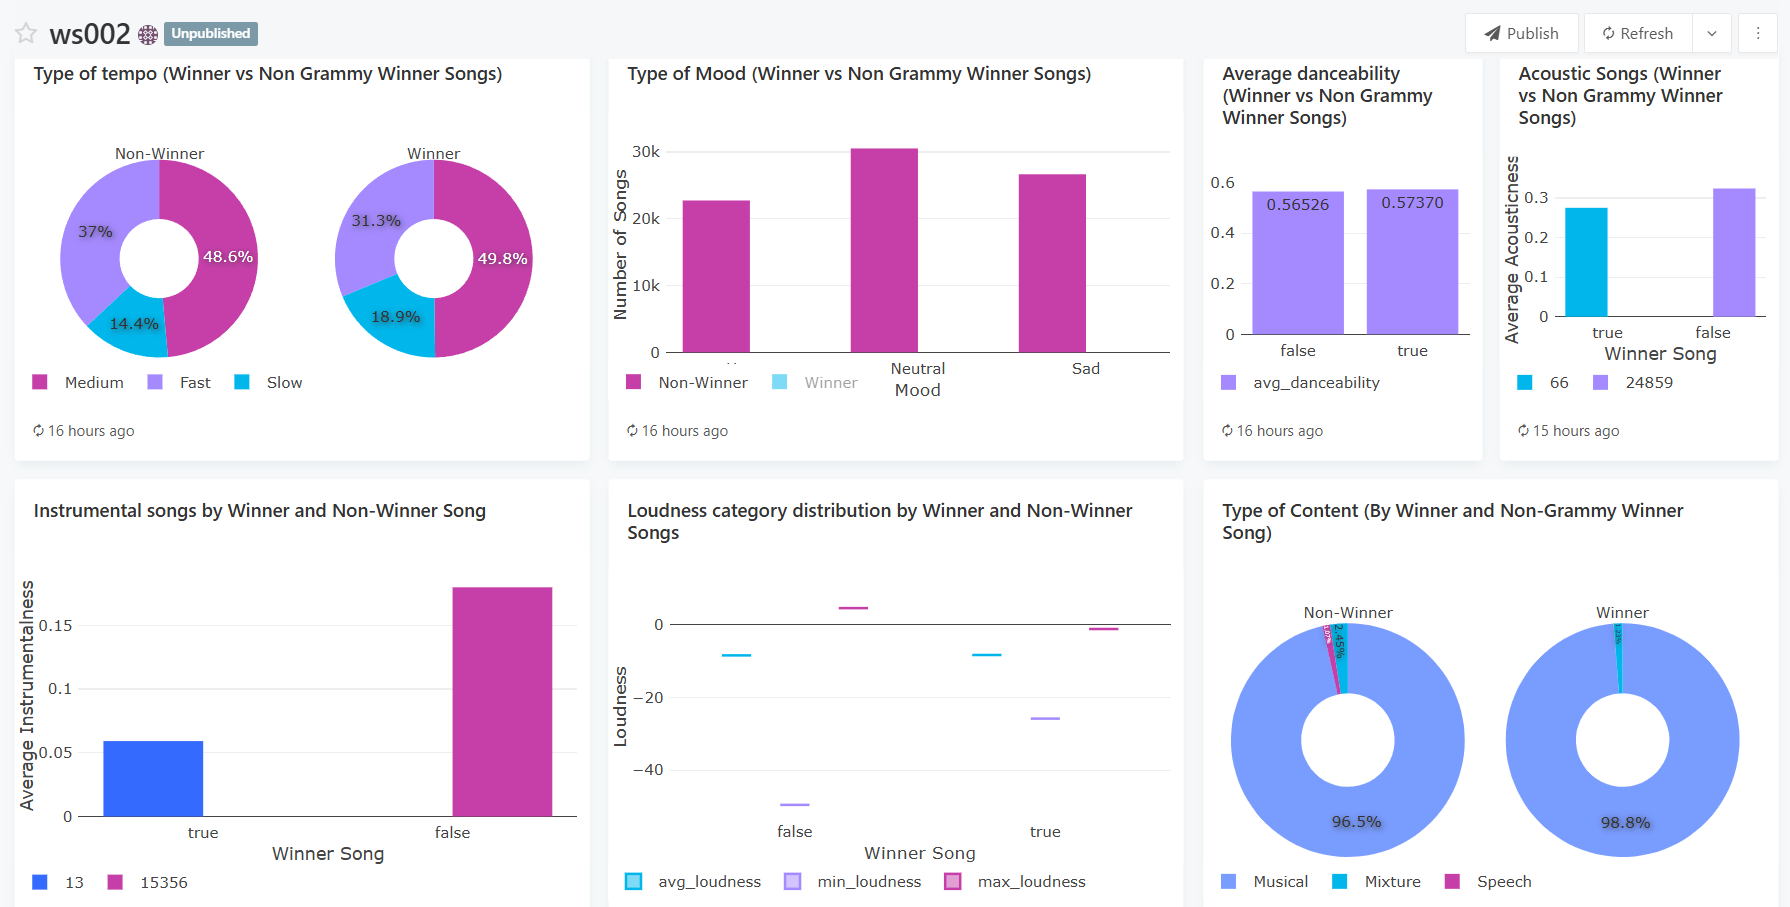 ws002 Unpublished
Publish Refresh
Type of tempo (Winner vs Non Grammy Winner Songs)
Non-Winner
Winner
37%
48.6%
14.4%
31.3%
49.8%
18.9%
Medium Fast Slow
16 hours ago
Type of Mood (Winner vs Non Grammy Winner Songs)
Number of Songs
30k
20k
10k
0
Neutral
Sad
Mood
Non-Winner Winner
16 hours ago
Average danceability
(Winner vs Non Grammy
Winner Songs)
0.6
0.4
0.2
0
0.56526
0.57370
false
true
avg_danceability
16 hours ago
Acoustic Songs (Winner
vs Non Grammy Winner
Songs)
Average Acousticness
0.3
0.2
0.1
0
true
false
Winner Song
66 24859
15 hours ago
Instrumental songs by Winner and Non-Winner Song
Average Instrumentalness
0.15
0.1
0.05
0
true
false
Winner Song
13 15356
Loudness category distribution by Winner and Non-Winner
Songs
Loudness
0
−20
−40
false
true
Winner Song
avg_loudness min_loudness max_loudness
Type of Content (By Winner and Non-Grammy Winner
Song)
Non-Winner
Winner
2.45%
96.5%
98.8%
Musical Mixture Speech